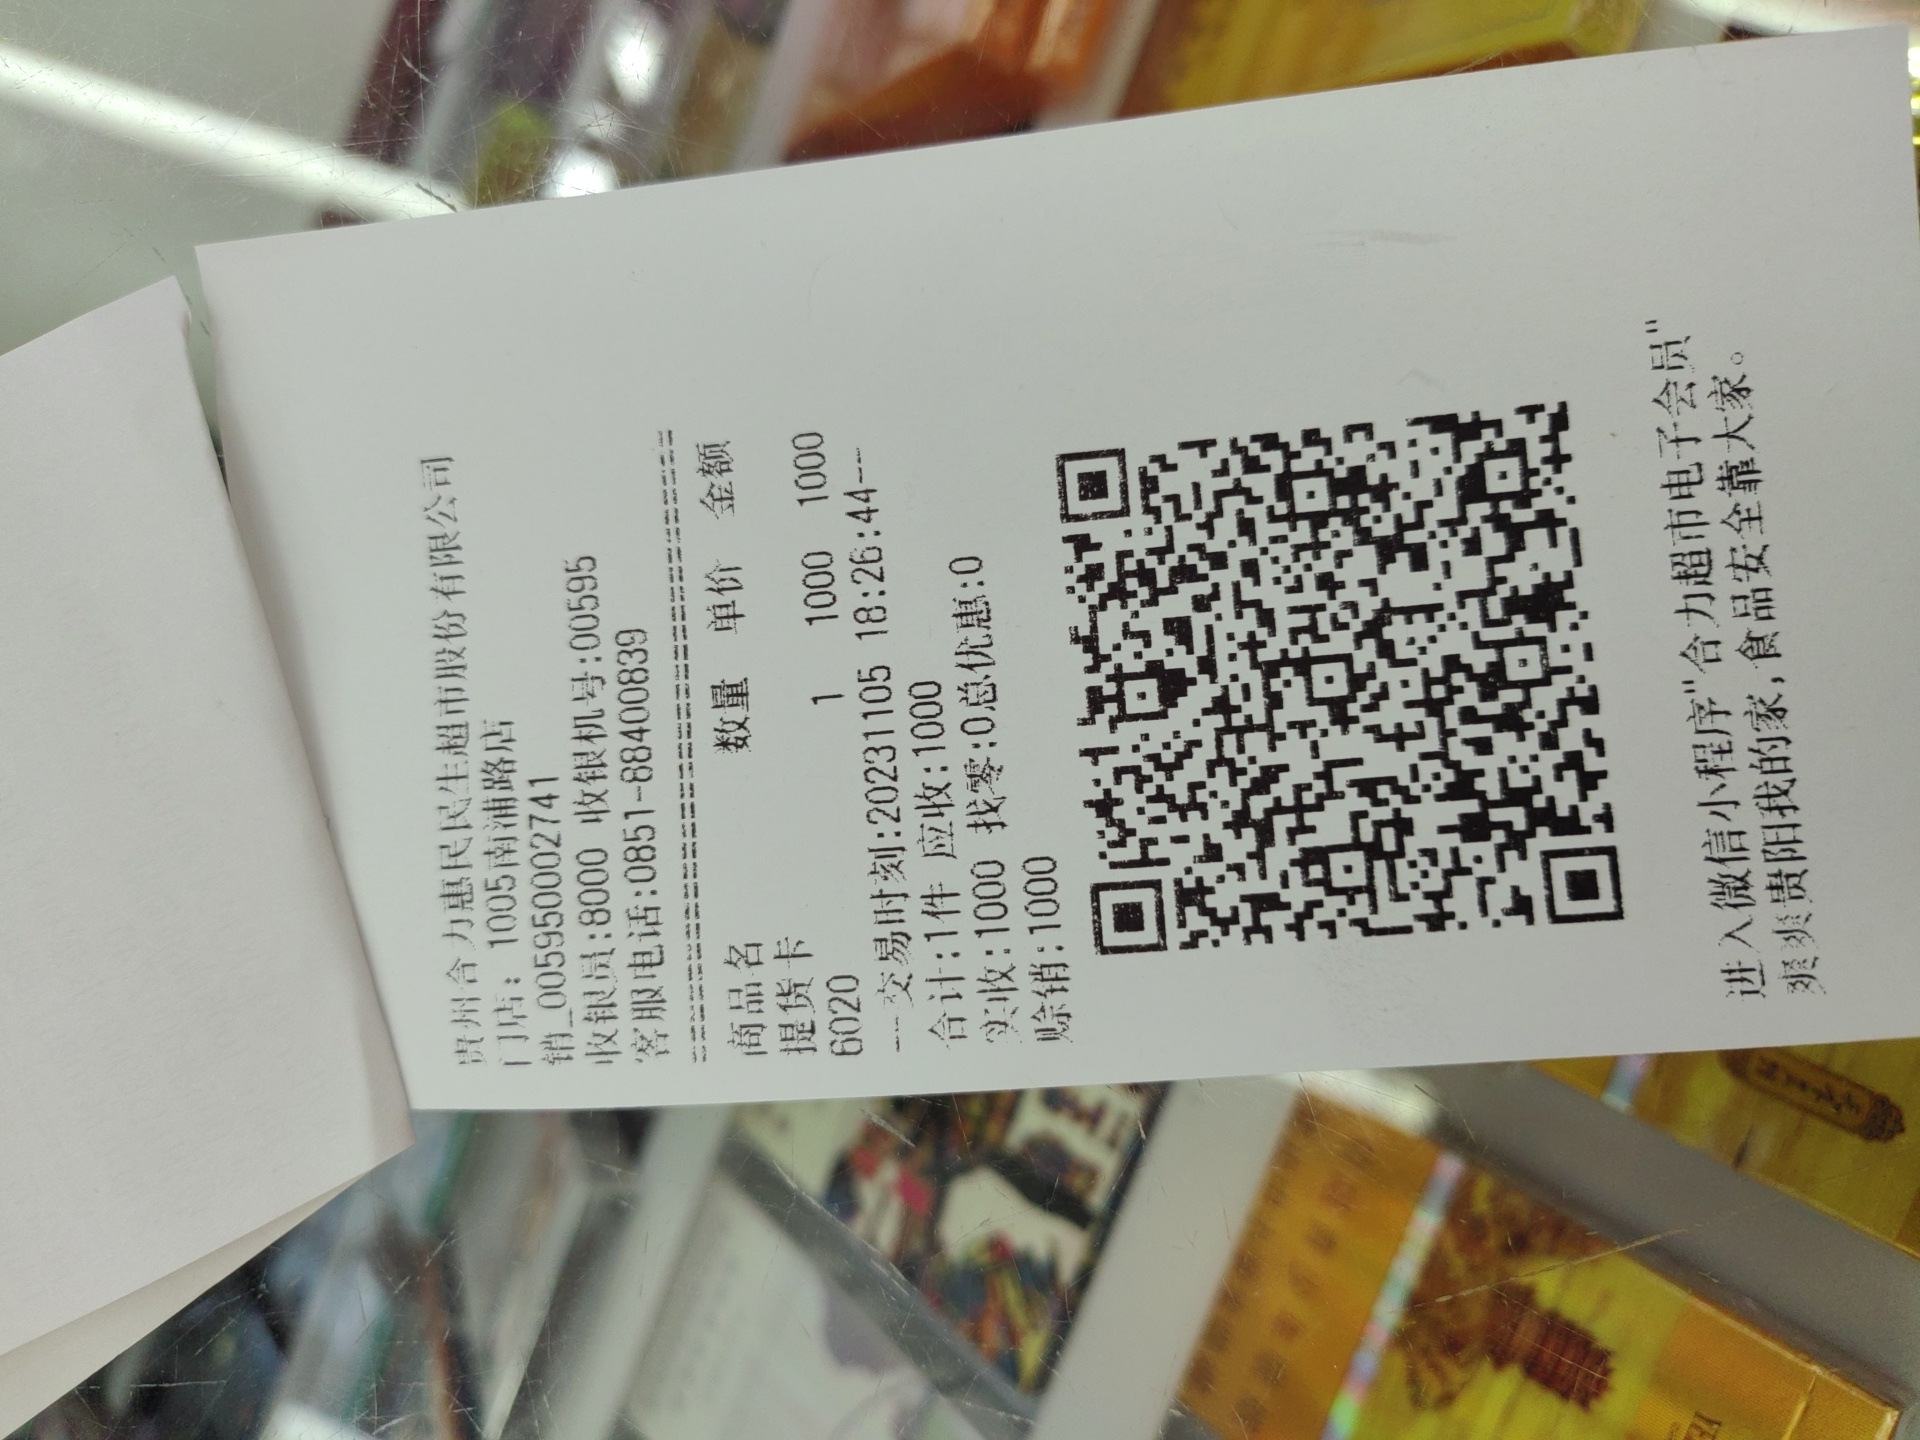 贵州合力惠民民生超市股份有限公司
门店: 1005南浦路店
销_005950002741
收银员:8000 收银机号:00595
客服电话:0851-88400839
商品名 数量 单价 金额
提货卡
6020 1 1000 1000
--交易时刻:20231105 18:26:44--
合计:1件 应收:1000
实收:1000 找零:0总优惠:0
赊销:1000
进入微信小程序"合力超市电子会员"
爽爽贵阳我的家,食品安全靠大家。